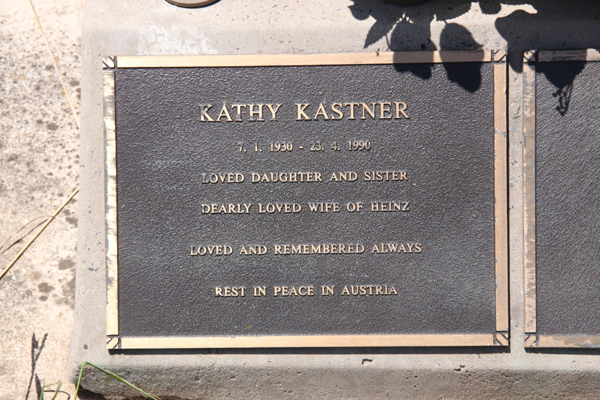 KATHY KASTNER
7. 1. 1930 - 23. 4. 1990
LOVED DAUGHTER AND SISTER
DEARLY LOVED WIFE OF HEINZ
LOVED AND REMEMBERED ALWAYS
REST IN PEACE IN AUSTRIA